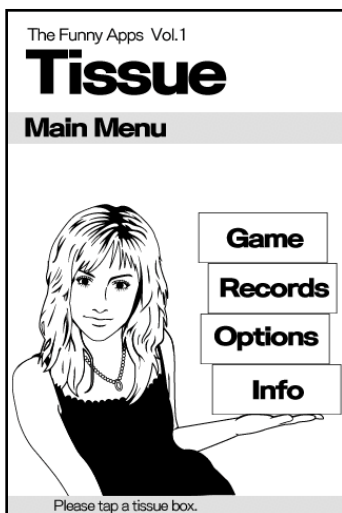 The Funny Apps Vol.1
Tissue
Main Menu
Game
Records
Options
Info
Please tap a tissue box.